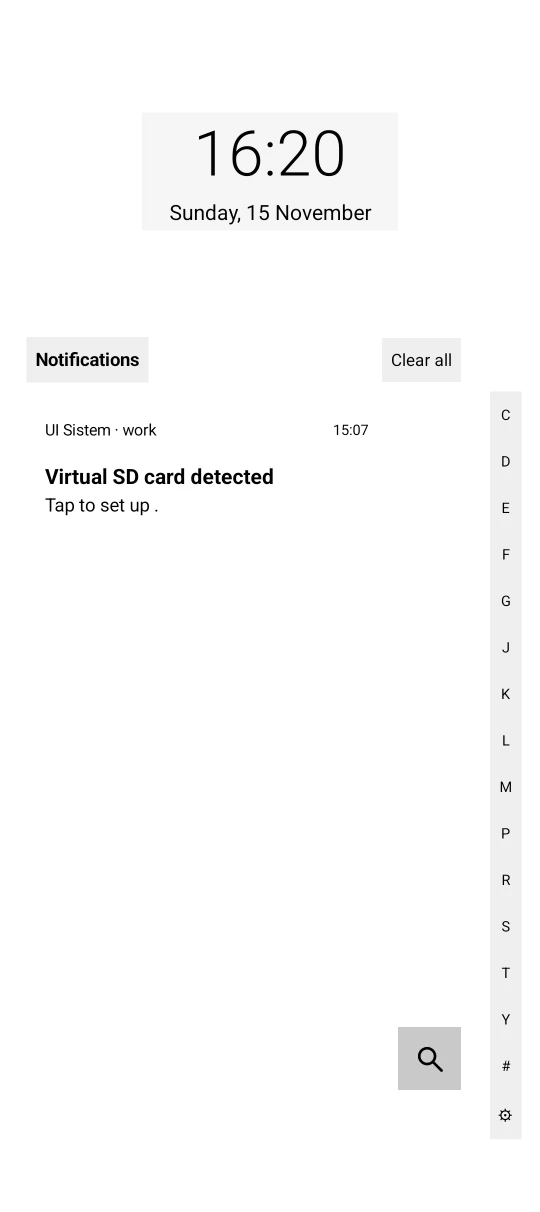 16:20
Sunday, 15 November
Notifications
Clear all
UI Sistem · work
15:07
Virtual SD card detected
Tap to set up .
C
D
E
F
G
J
K
L
M
P
R
S
T
Y
#